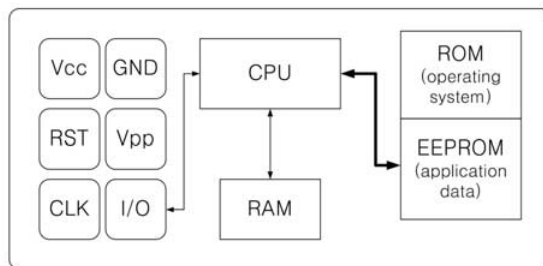 Vcc GND
RST Vpp
CLK I/O
CPU
RAM
ROM
(operating
system)
EEPROM
(application
data)